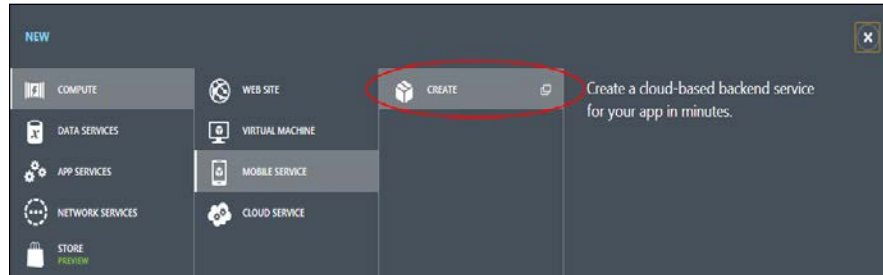 NEW
COMPUTE
DATA SERVICES
APP SERVICES
NETWORK SERVICES
STORE
PREVIEW
WEB SITE
VIRTUAL MACHINE
MOBILE SERVICE
CLOUD SERVICE
CREATE
Create a cloud-based backend service
for your app in minutes.